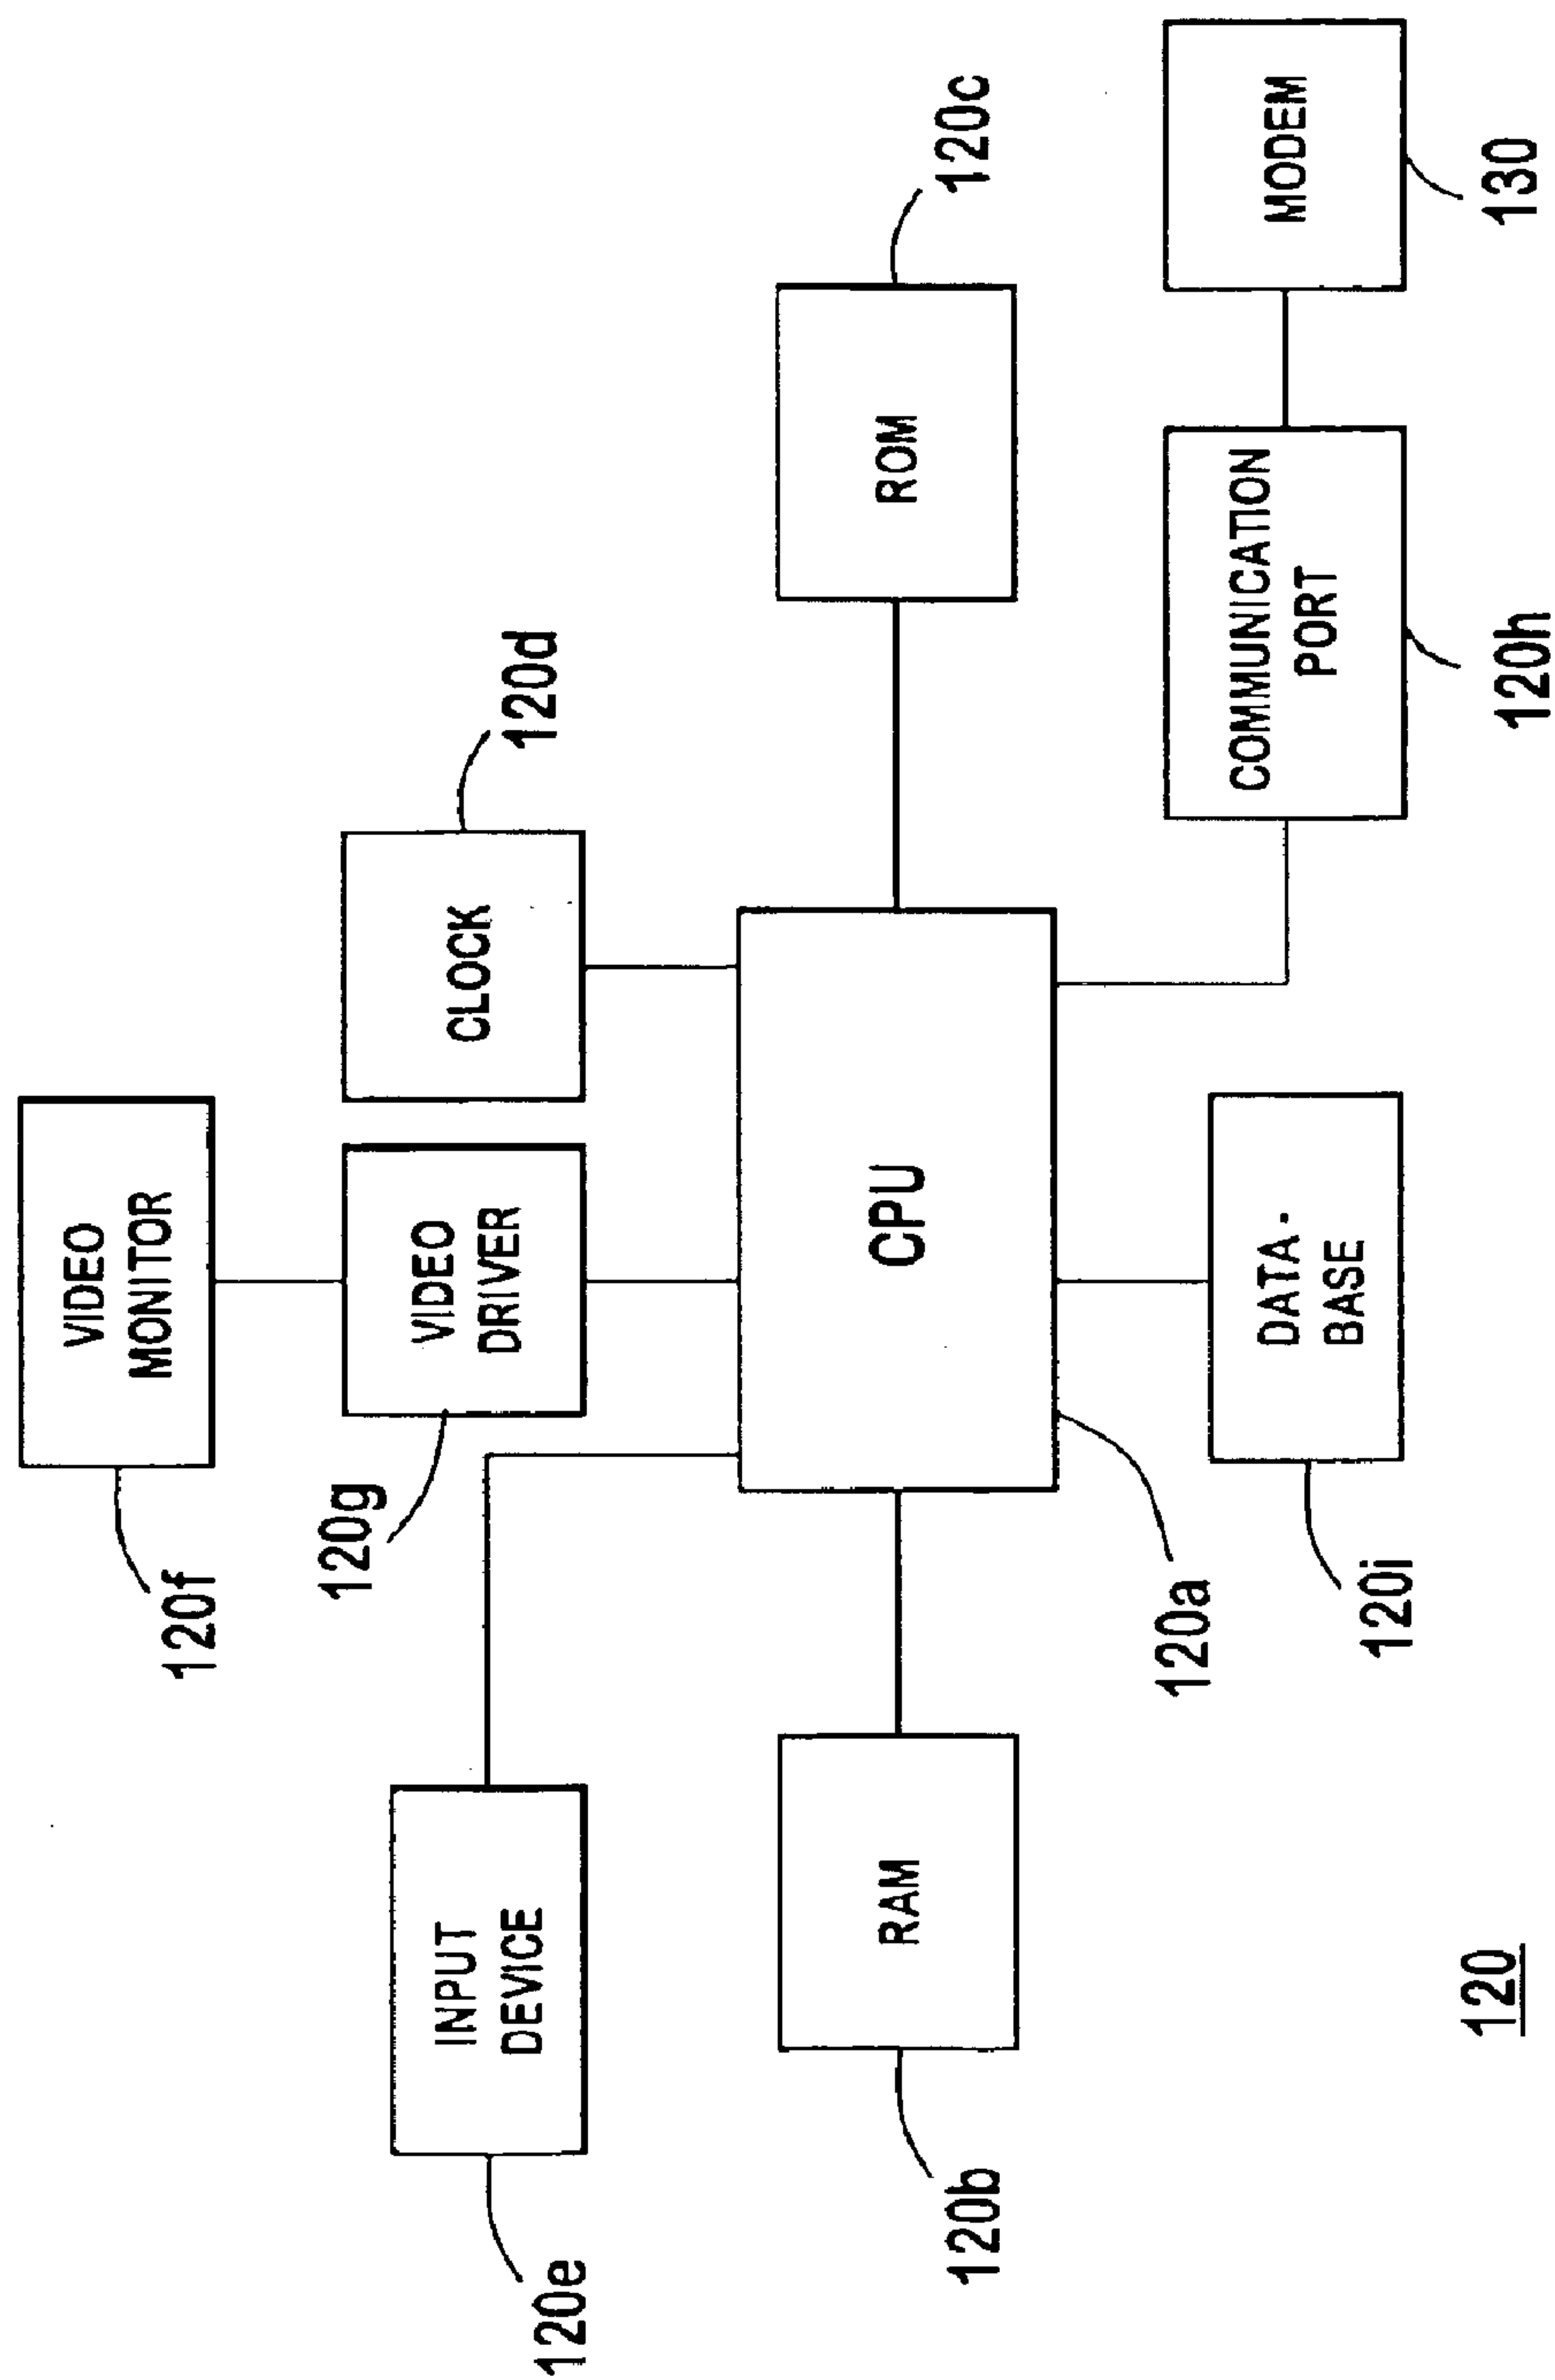 120f
VIDEO
MONITOR
120g
VIDEO
DRIVER
CLOCK
120d
120e
INPUT
DEVICE
120b
RAM
CPU
120a
ROM
120c
120i
DATA-
BASE
COMMUNICATION
PORT
120h
MODEM
130
120